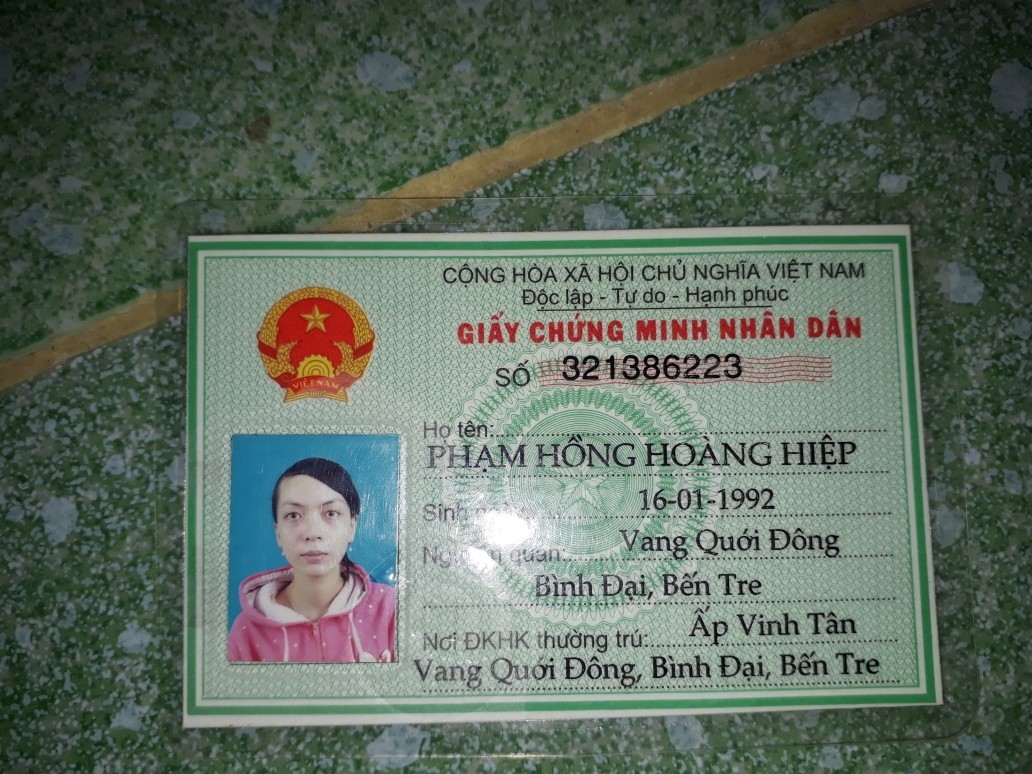 CỘNG HÒA XÃ HỘI CHỦ NGHĨA VIỆT NAM
Độc lập - Tự do - Hạnh phúc
GIẤY CHỨNG MINH NHÂN DÂN
SỐ 321386223
VIỆT NAM
Họ tên:
PHẠM HỒNG HOÀNG HIỆP
Sinh 16-01-1992
quán: Vang Quới Đông
Bình Đại, Bến Tre
Nơi ĐKHK thường trú: Ấp Vinh Tân
Vang Quới Đông, Bình Đại, Bến Tre